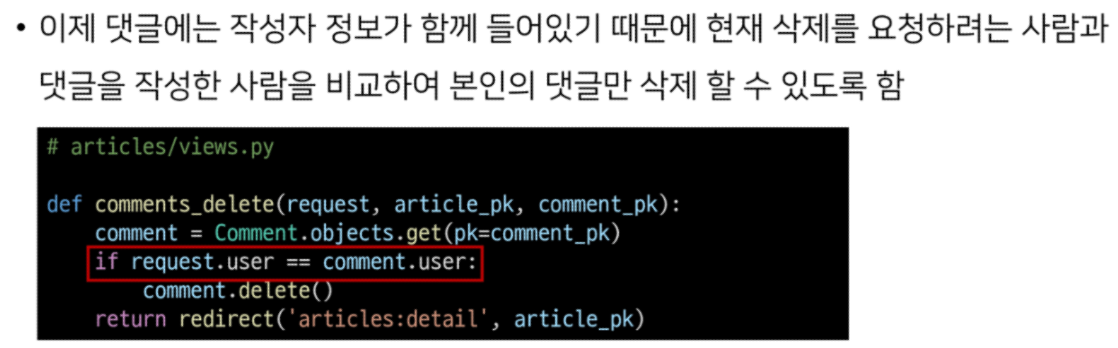 • 이제 댓글에는 작성자 정보가 함께 들어있기 때문에 현재 삭제를 요청하려는 사람과
댓글을 작성한 사람을 비교하여 본인의 댓글만 삭제 할 수 있도록 함
# articles/views.py
def comments_delete(request, article_pk, comment_pk):
    comment = Comment.objects.get(pk=comment_pk)
    if request.user == comment.user:
        comment.delete()
    return redirect('articles:detail', article_pk)